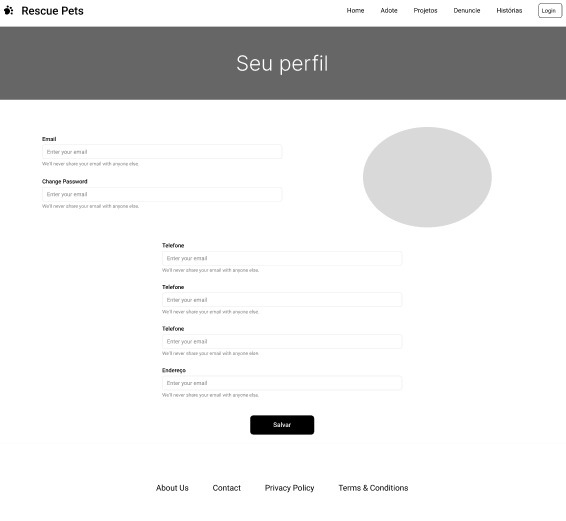 Rescue Pets
Home Adote Projetos Denuncle Histórias Login
Seu perfil
Email
Enter your email
We'll never share your email with anyone else.
Change Password
Enter your email
We'll never share your email with anyone else.
Telefone
Enter your email
We'll never share your email with anyone else.
Telefone
Enter your email
We'll never share your email with anyone else.
Telefone
Enter your email
We'll never share your email with anyone else.
Endereço
Enter your email
We'll never share your email with anyone else.
Salvar
About Us Contact Privacy Policy Terms & Conditions